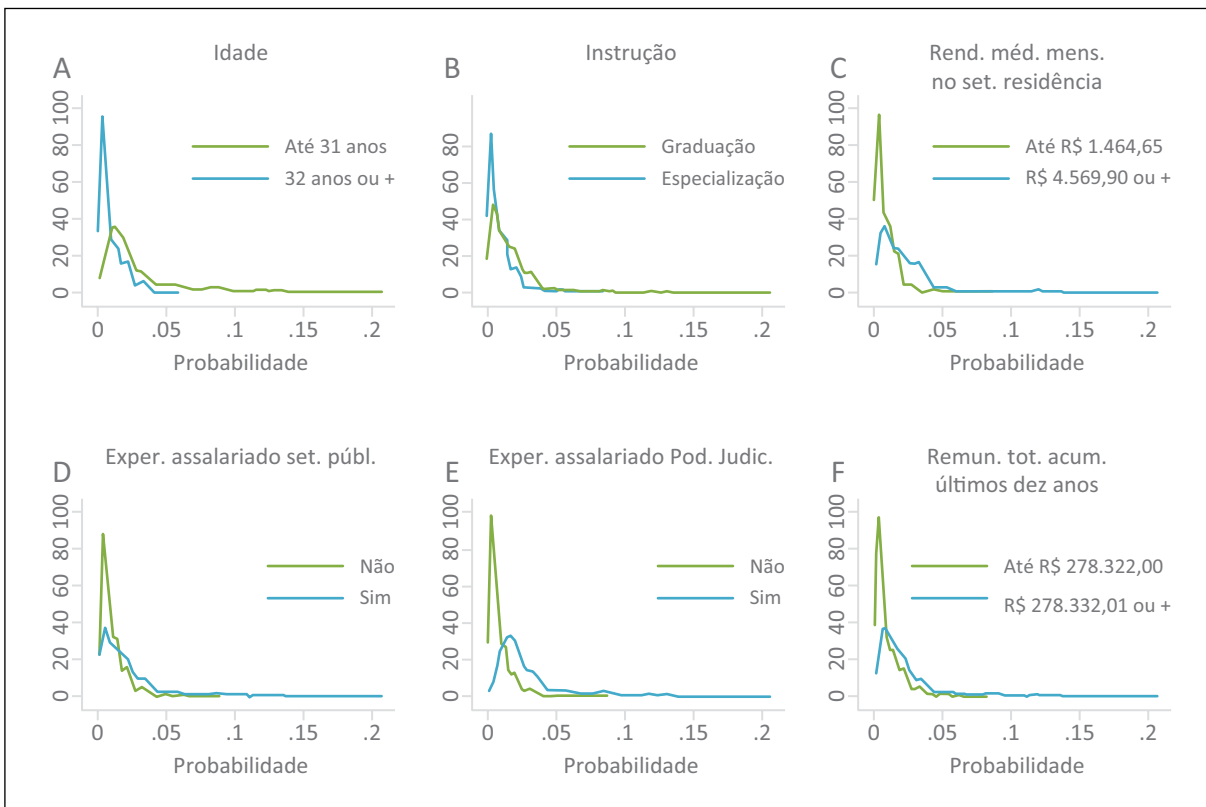 A
Idade
100
80
60
40
20
0
Até 31 anos
32 anos ou +
0 .05 .1 .15 .2
Probabilidade
B
Instrução
80
60
40
20
0
Graduação
Especialização
0 .05 .1 .15 .2
Probabilidade
C
Rend. méd. mens.
no set. residência
100
80
60
40
20
0
Até R$ 1.464,65
R$ 4.569,90 ou +
0 .05 .1 .15 .2
Probabilidade
D
Exper. assalariado set. públ.
100
80
60
40
20
0
Não
Sim
0 .05 .1 .15 .2
Probabilidade
E
Exper. assalariado Pod. Judic.
100
80
60
40
20
0
Não
Sim
0 .05 .1 .15 .2
Probabilidade
F
Remun. tot. acum.
últimos dez anos
100
80
60
40
20
0
Até R$ 278.322,00
R$ 278.332,01 ou +
0 .05 .1 .15 .2
Probabilidade